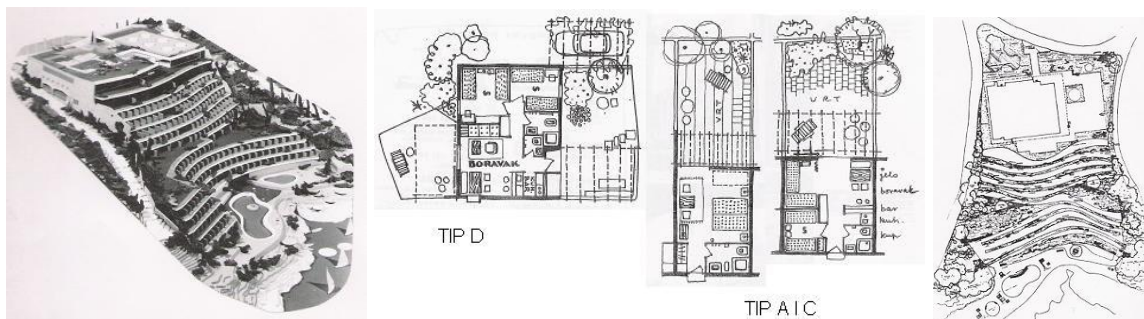 S
S
BORAVAK
TIP D
VRT
VRT
S
jelo
boravak
bar
kuh.
kup
TIP A I C